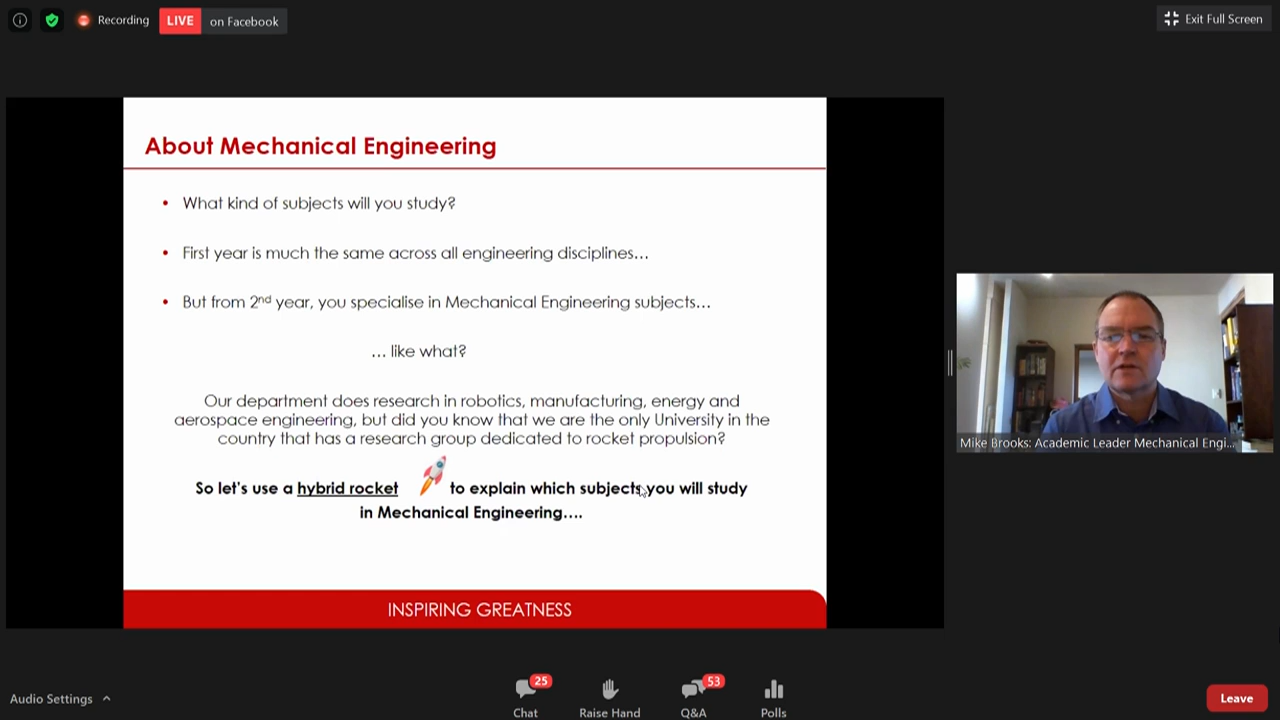 Recording
LIVE on Facebook
Exit Full Screen
About Mechanical Engineering
• What kind of subjects will you study?
• First year is much the same across all engineering disciplines...
• But from 2nd year, you specialise in Mechanical Engineering subjects...
... like what?
Our department does research in robotics, manufacturing, energy and
aerospace engineering, but did you know that we are the only University in the
country that has a research group dedicated to rocket propulsion?
So let's use a hybrid rocket to explain which subjects you will study
in Mechanical Engineering....
INSPIRING GREATNESS
Mike Brooks: Academic Leader Mechanical Engi...
Audio Settings
25
Chat
Raise Hand
53
Q&A
Polls
Leave